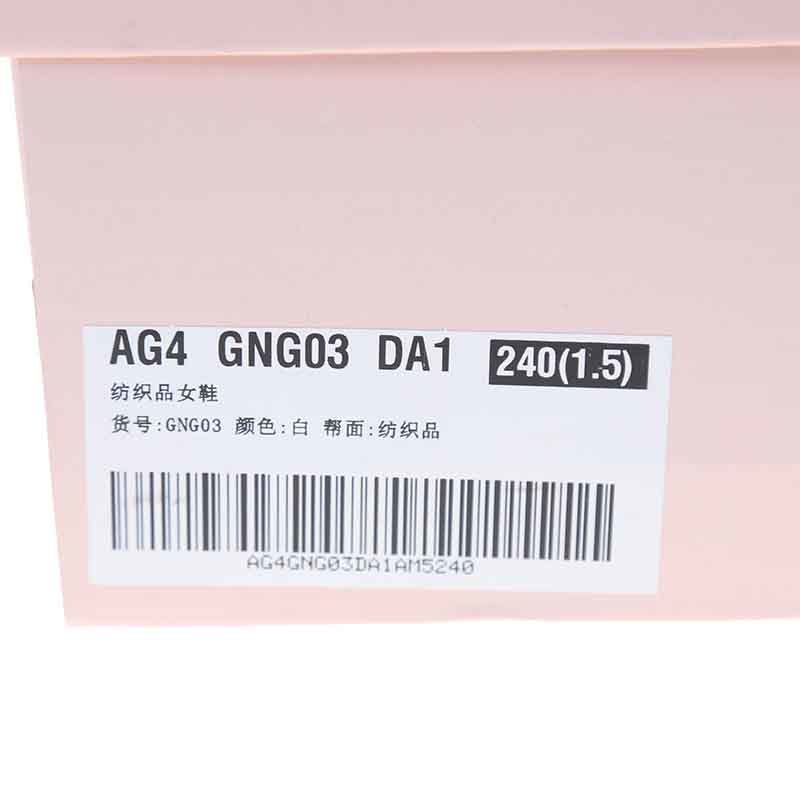 AG4 GNG03 DA1 240(1.5)
纺织品女鞋
货号:GNG03 颜色:白 帮面:纺织品
AG4GNG03DA1AM5240